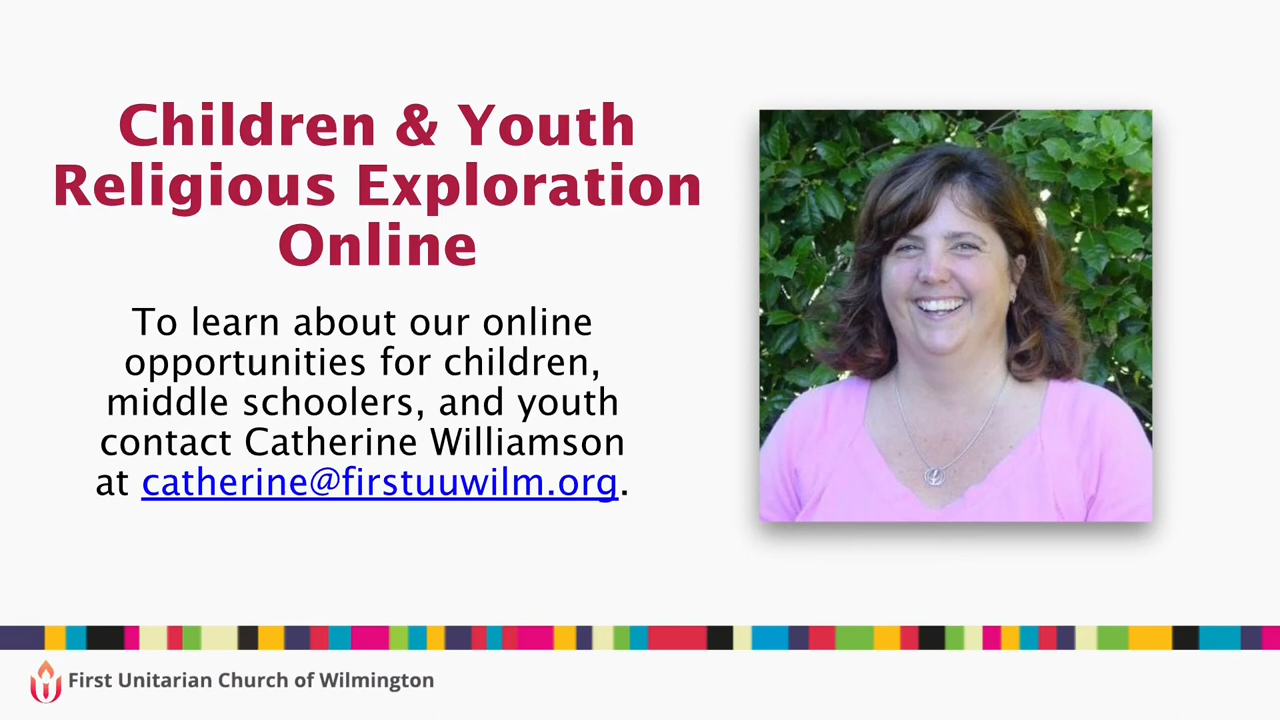 Children & Youth
Religious Exploration
Online
To learn about our online
opportunities for children,
middle schoolers, and youth
contact Catherine Williamson
at catherine@firstuuwilm.org.
First Unitarian Church of Wilmington